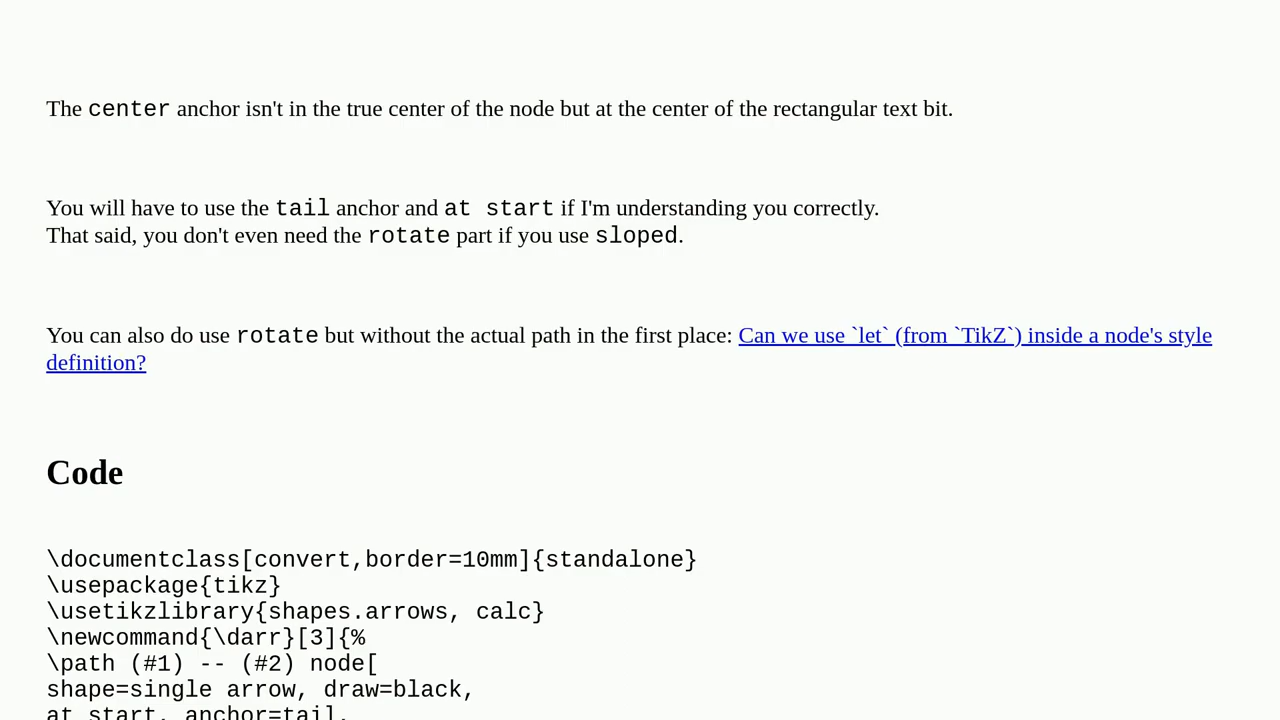 The center anchor isn't in the true center of the node but at the center of the rectangular text bit.
You will have to use the tail anchor and at start if I'm understanding you correctly.
That said, you don't even need the rotate part if you use sloped.
You can also do use rotate but without the actual path in the first place: Can we use `let` (from `TikZ`) inside a node's style
definition?
Code
\documentclass[convert,border=10mm]{standalone}
\usepackage{tikz}
\usetikzlibrary{shapes.arrows, calc}
\newcommand{\darr}[3]{%
\path (#1) -- (#2) node[
shape=single arrow, draw=black,
at start, anchor=tail,